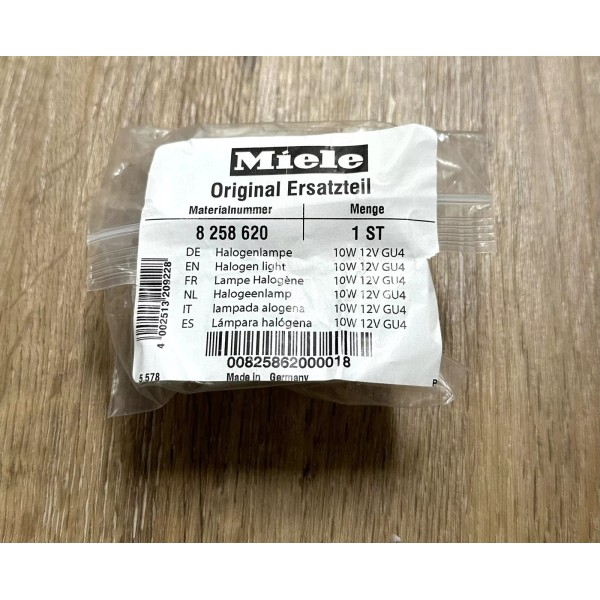 Miele
Original Ersatzteil
Materialnummer Menge
8 258 620 1 ST
DE Halogenlampe 10W 12V GU4
EN Halogen light 10W 12V GU4
FR Lampe Halogène 10W 12V GU4
NL Halogeenlamp 10W 12V GU4
IT lampada alogena 10W 12V GU4
ES Lámpara halógena 10W 12V GU4
4 002513 209228
00825862000018
5 578 Made in Germany P